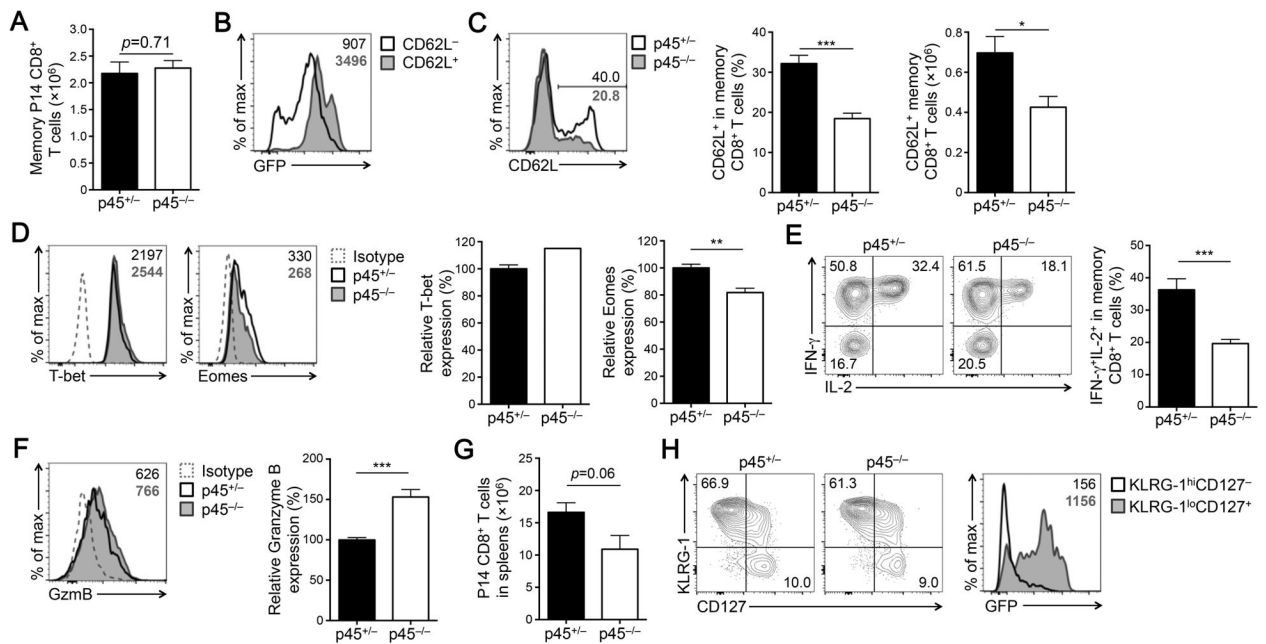 A
Memory P14 CD8⁺
T cells (×10⁶)
3.0
2.5
2.0
1.5
1.0
0.5
0
p=0.71
p45⁺/⁻
p45⁻/⁻
B
% of max
907
3496
GFP
CD62L⁻
CD62L⁺
C
% of max
40.0
20.8
CD62L
p45⁺/⁻
p45⁻/⁻
CD62L⁺ in memory
CD8⁺ T cells (%)
40
30
20
10
0
***
p45⁺/⁻
p45⁻/⁻
CD62L⁺ memory
CD8⁺ T cells (×10⁶)
0.8
0.6
0.4
0.2
0
*
p45⁺/⁻
p45⁻/⁻
D
% of max
2197
2544
T-bet
% of max
330
268
Eomes
Isotype
p45⁺/⁻
p45⁻/⁻
Relative T-bet
expression (%)
120
100
80
60
40
20
0
p45⁺/⁻
p45⁻/⁻
Relative Eomes
expression (%)
120
100
80
60
40
20
0
**
p45⁺/⁻
p45⁻/⁻
E
p45⁺/⁻
p45⁻/⁻
50.8
32.4
16.7
61.5
18.1
20.5
IFN-γ
IL-2
IFN-γ⁺IL-2⁺ in memory
CD8⁺ T cells (%)
50
40
30
20
10
0
***
p45⁺/⁻
p45⁻/⁻
F
% of max
626
766
GzmB
Isotype
p45⁺/⁻
p45⁻/⁻
Relative Granzyme B
expression (%)
200
150
100
50
0
***
p45⁺/⁻
p45⁻/⁻
G
P14 CD8⁺ T cells
in spleens (×10⁶)
25
20
15
10
5
0
p=0.06
p45⁺/⁻
p45⁻/⁻
H
p45⁺/⁻
p45⁻/⁻
66.9
10.0
61.3
9.0
KLRG-1
CD127
% of max
156
1156
GFP
KLRG-1ʰⁱCD127⁻
KLRG-1ˡᵒCD127⁺